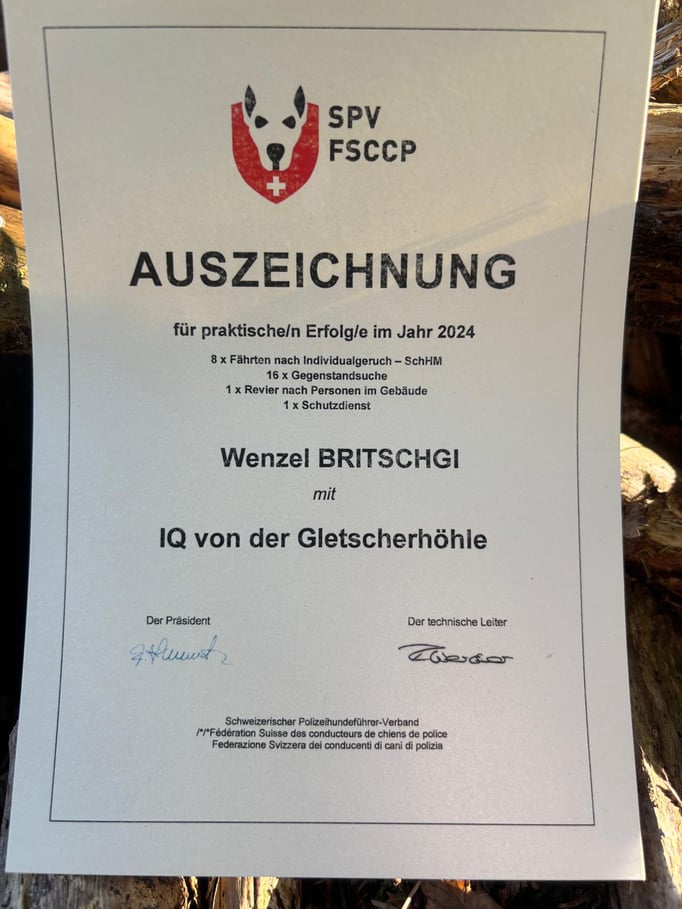 SPV
FSCCP
AUSZEICHNUNG
für praktische/n Erfolg/e im Jahr 2024
8 x Fährten nach Individualgeruch – SchHM
16 x Gegenstandsuche
1 x Revier nach Personen im Gebäude
1 x Schutzdienst
Wenzel BRITSCHGI
mit
IQ von der Gletscherhöhle
Der Präsident
Der technische Leiter
Schweizerischer Polizeihundeführer-Verband
/*/*Fédération Suisse des conducteurs de chiens de police
Federazione Svizzera dei conducenti di cani di polizia